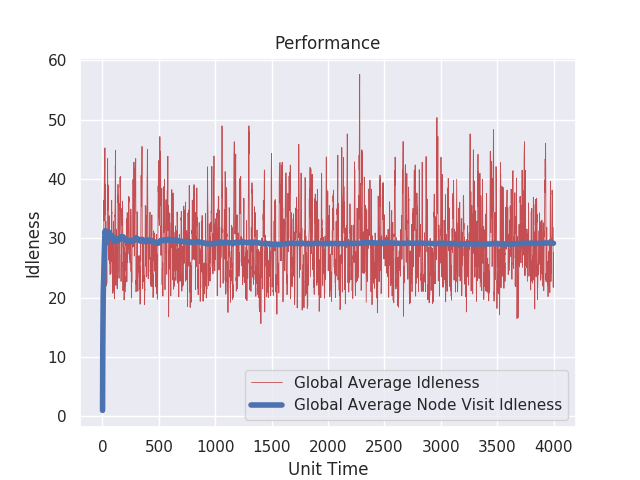 Performance
60
50
40
30
20
10
0
Idleness
Global Average Idleness
Global Average Node Visit Idleness
0 500 1000 1500 2000 2500 3000 3500 4000
Unit Time